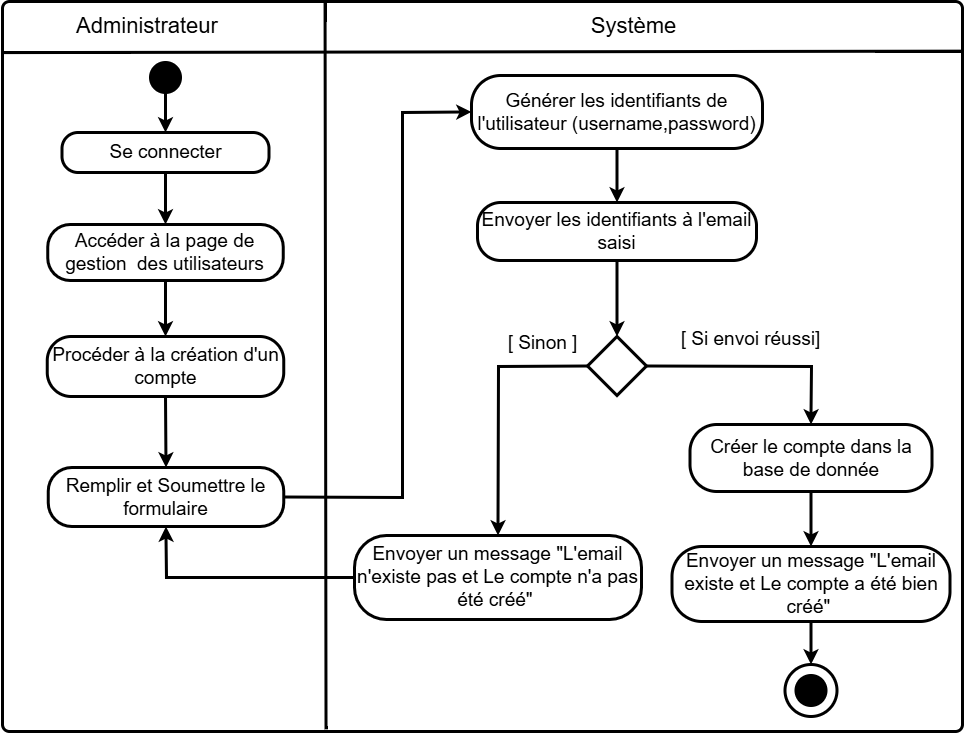 Administrateur
Système
Se connecter
Accéder à la page de
gestion  des utilisateurs
Procéder à la création d'un
compte
Remplir et Soumettre le
formulaire
Générer les identifiants de
l'utilisateur (username,password)
Envoyer les identifiants à l'email
saisi
[ Sinon ]
[ Si envoi réussi]
Envoyer un message "L'email
n'existe pas et Le compte n'a pas
été créé"
Créer le compte dans la
base de donnée
Envoyer un message "L'email
existe et Le compte a été bien
créé"